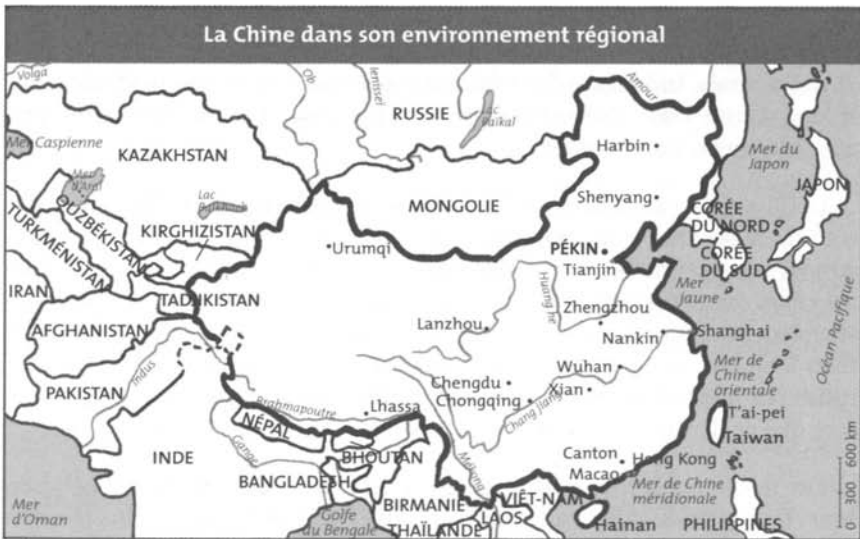 La Chine dans son environnement régional
Volga
Ob
Ienisseï
Amour
RUSSIE
Lac
Baïkal
Mer Caspienne
KAZAKHSTAN
Harbin
Mer du
Japon
Mer
d'Aral
Lac
Shenyang
JAPON
OUZBÉKISTAN
MONGOLIE
TURKMÉNISTAN
KIRGHIZISTAN
CORÉE
DU NORD
Urumqi
PÉKIN
Tianjin
CORÉE
DU SUD
IRAN
TADJIKISTAN
Huang he
Mer
jaune
Zhengzhou
AFGHANISTAN
Lanzhou
Nankin
Shanghai
Océan Pacifique
PAKISTAN
Indus
Wuhan
Mer de
Chine
orientale
Chengdu
Xian
Chongqing
Chang jiang
Brahmapoutre
Lhassa
T'ai-pei
Taiwan
NÉPAL
Gange
INDE
BHOUTAN
Mékong
Canton
Hong Kong
Macao
BANGLADESH
Mer de Chine
méridionale
BIRMANIE
VIÊT-NAM
LAOS
Mer
d'Oman
Golfe
du Bengale
THAÏLANDE
Hainan
PHILIPPINES
0 300 600 km